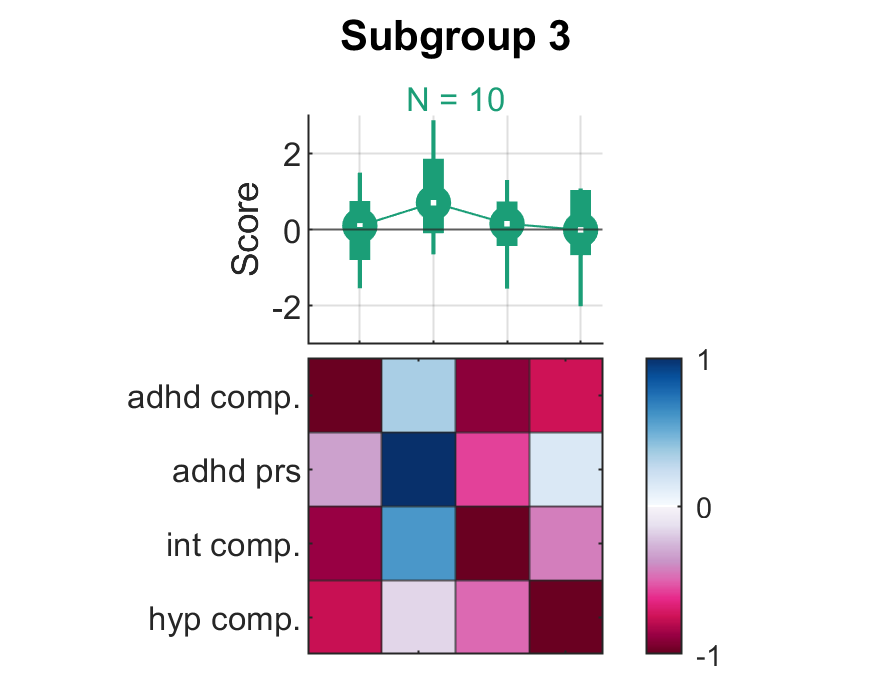 Subgroup 3
N = 10
Score
2
0
-2
adhd comp.
adhd prs
int comp.
hyp comp.
1
0
-1